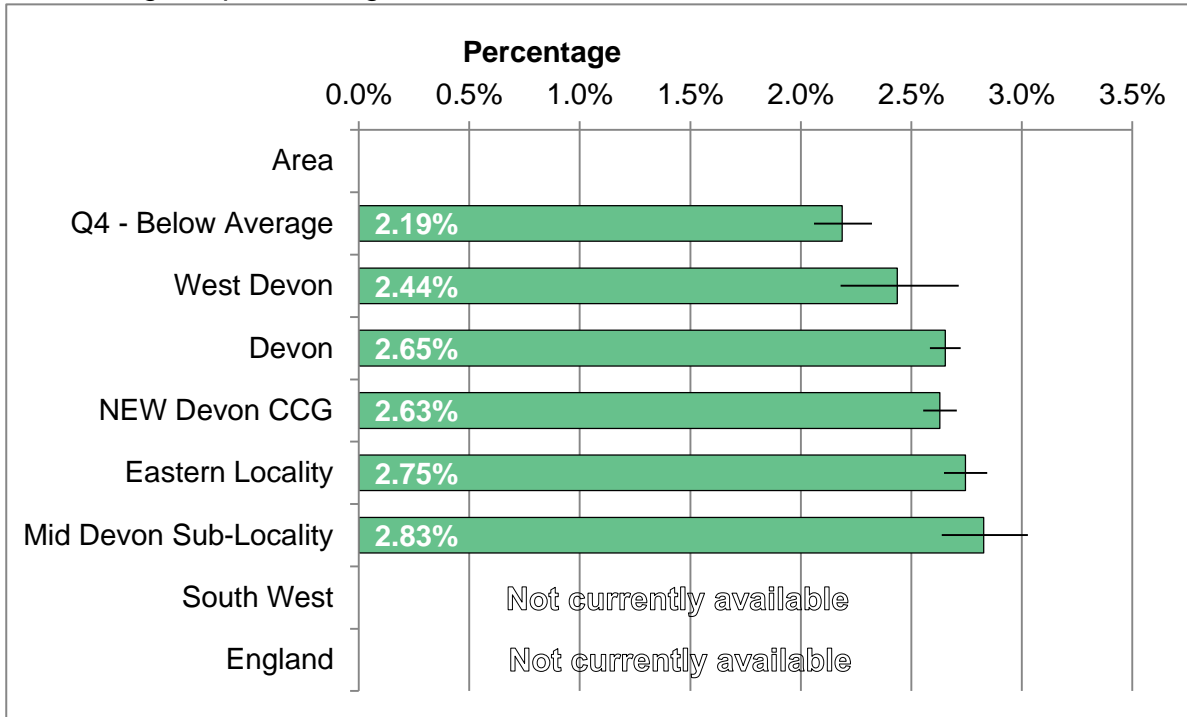 Percentage
0.0% 0.5% 1.0% 1.5% 2.0% 2.5% 3.0% 3.5%
Area
Q4 - Below Average 2.19%
West Devon 2.44%
Devon 2.65%
NEW Devon CCG 2.63%
Eastern Locality 2.75%
Mid Devon Sub-Locality 2.83%
South West Not currently available
England Not currently available